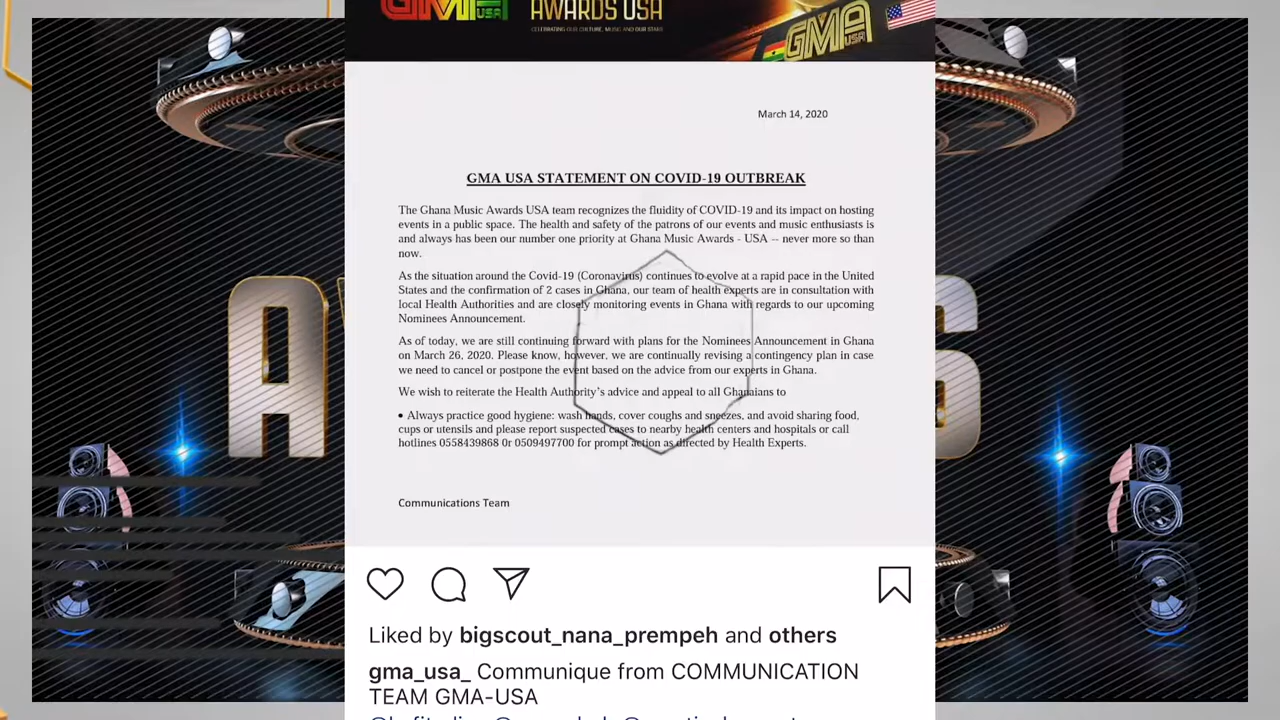 GMA USA
AWARDS USA
CELEBRATING OUR CULTURE, MUSIC AND OUR STARS
GMA
USA
March 14, 2020
GMA USA STATEMENT ON COVID-19 OUTBREAK
The Ghana Music Awards USA team recognizes the fluidity of COVID-19 and its impact on hosting
events in a public space. The health and safety of the patrons of our events and music enthusiasts is
and always has been our number one priority at Ghana Music Awards - USA -- never more so than
now.
As the situation around the Covid-19 (Coronavirus) continues to evolve at a rapid pace in the United
States and the confirmation of 2 cases in Ghana, our team of health experts are in consultation with
local Health Authorities and are closely monitoring events in Ghana with regards to our upcoming
Nominees Announcement.
As of today, we are still continuing forward with plans for the Nominees Announcement in Ghana
on March 26, 2020. Please know, however, we are continually revising a contingency plan in case
we need to cancel or postpone the event based on the advice from our experts in Ghana.
We wish to reiterate the Health Authority's advice and appeal to all Ghanaians to
• Always practice good hygiene: wash hands, cover coughs and sneezes, and avoid sharing food,
cups or utensils and please report suspected cases to nearby health centers and hospitals or call
hotlines 0558439868 0r 0509497700 for prompt action as directed by Health Experts.
Communications Team
Liked by bigscout_nana_prempeh and others
gma_usa_ Communique from COMMUNICATION
TEAM GMA-USA